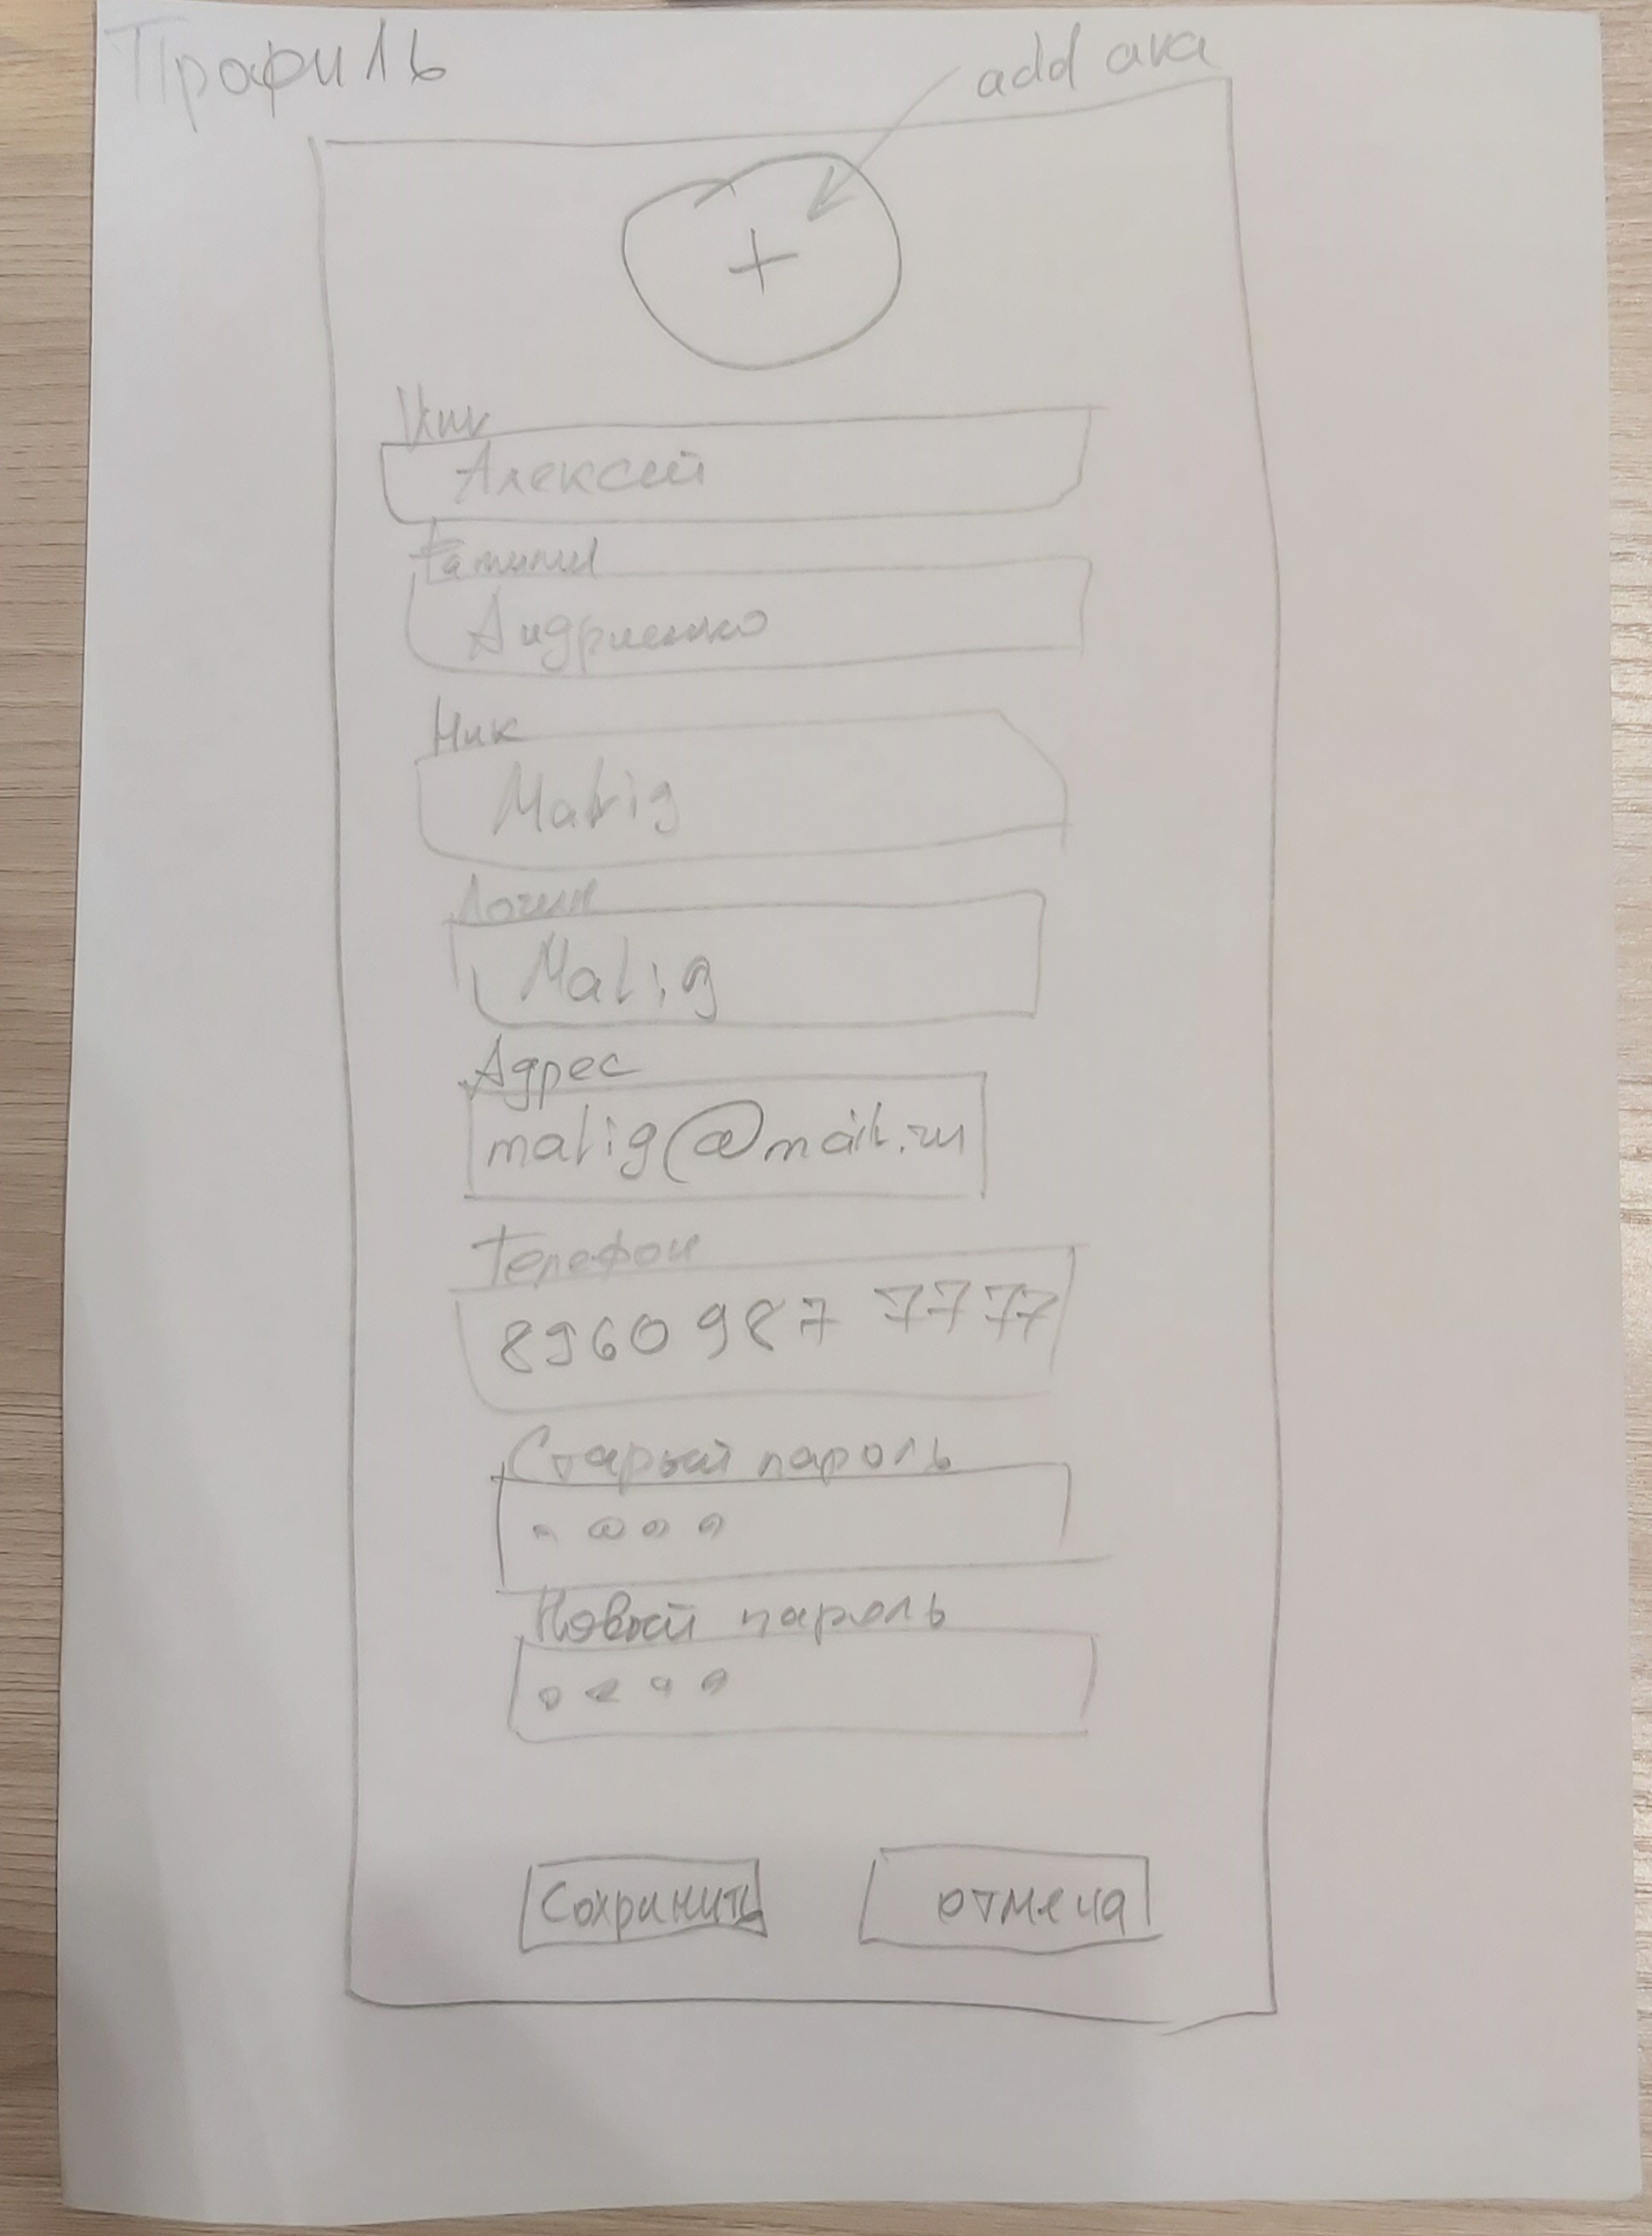 Профиль
add ava
+
Имя
Алексей
Фамилия
Андриенко
Ник
Malig
Логин
Malig
Адрес
malig@mail.ru
Телефон
8960 987 7777
Старый пароль
Новый пароль
Сохранить
отмена